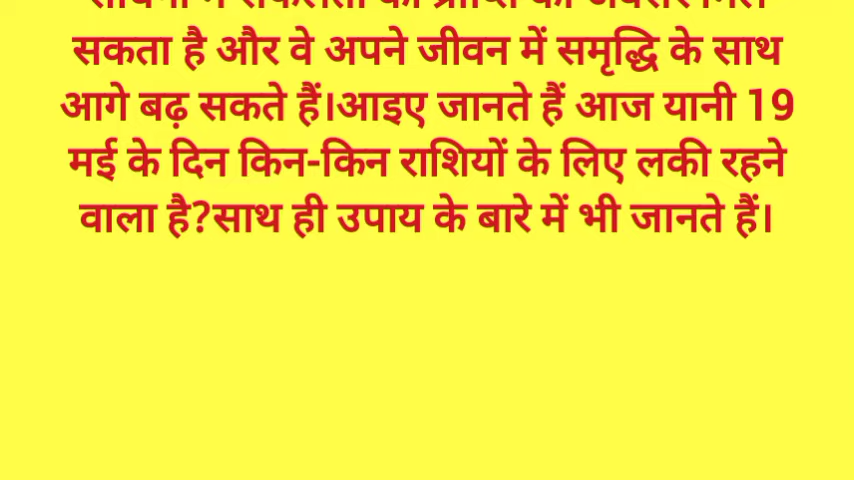 सकता है और वे अपने जीवन में समृद्धि के साथ
आगे बढ़ सकते हैं।आइए जानते हैं आज यानी 19
मई के दिन किन-किन राशियों के लिए लकी रहने
वाला है?साथ ही उपाय के बारे में भी जानते हैं।